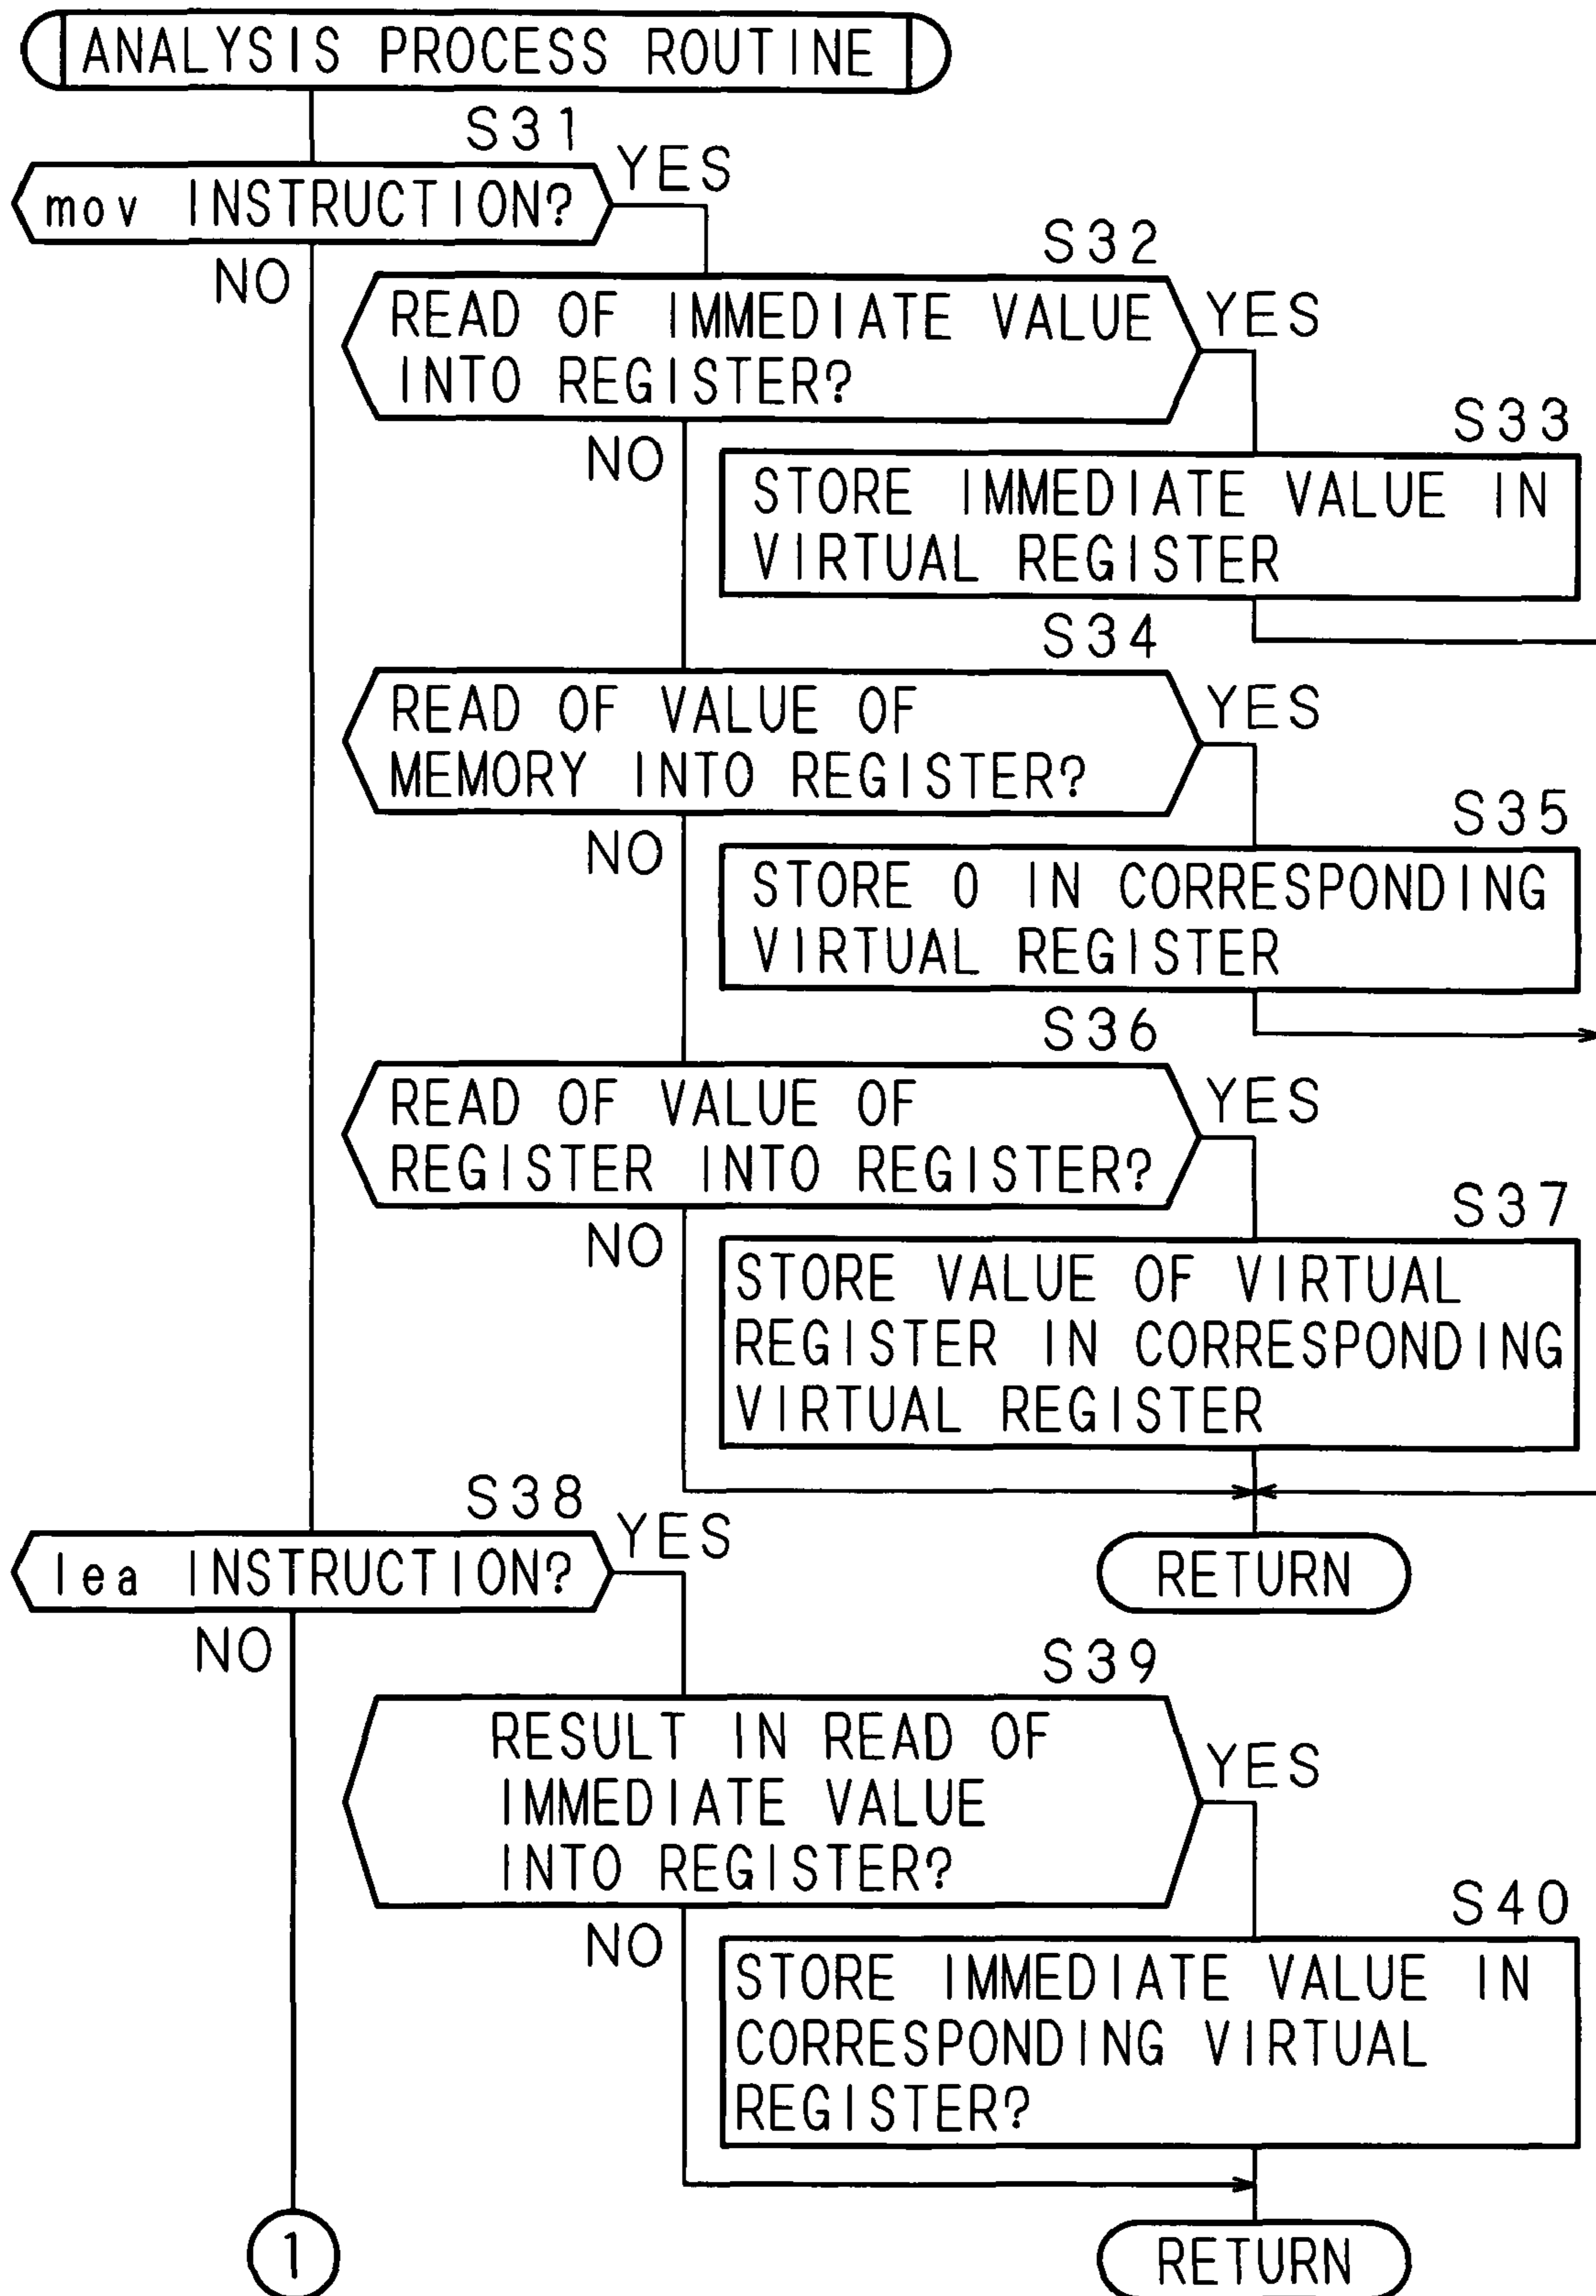 ANALYSIS PROCESS ROUTINE
S31
mov INSTRUCTION?
YES
NO
S32
READ OF IMMEDIATE VALUE
INTO REGISTER?
YES
NO
S33
STORE IMMEDIATE VALUE IN
VIRTUAL REGISTER
S34
READ OF VALUE OF
MEMORY INTO REGISTER?
YES
NO
S35
STORE 0 IN CORRESPONDING
VIRTUAL REGISTER
S36
READ OF VALUE OF
REGISTER INTO REGISTER?
YES
NO
S37
STORE VALUE OF VIRTUAL
REGISTER IN CORRESPONDING
VIRTUAL REGISTER
RETURN
S38
lea INSTRUCTION?
YES
NO
S39
RESULT IN READ OF
IMMEDIATE VALUE
INTO REGISTER?
YES
NO
S40
STORE IMMEDIATE VALUE IN
CORRESPONDING VIRTUAL
REGISTER?
RETURN
1